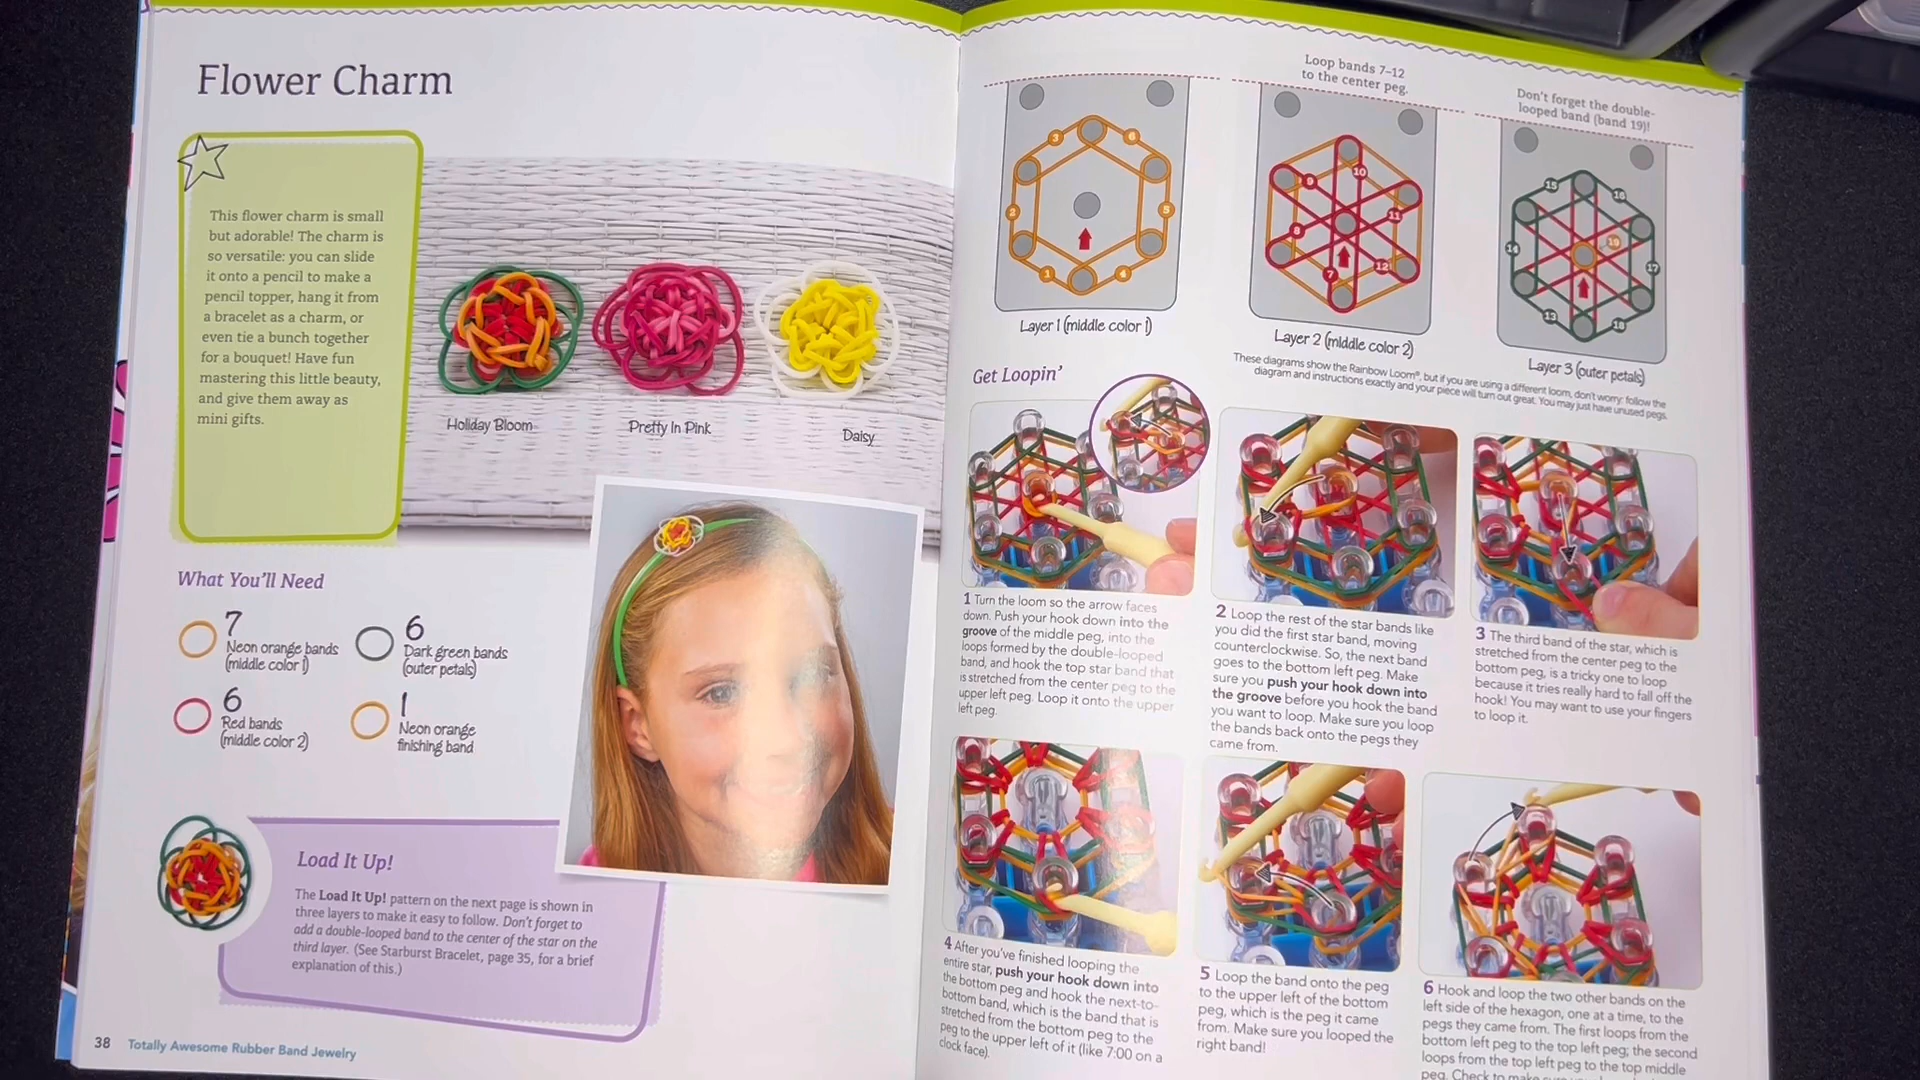 Flower Charm
This flower charm is small
but adorable! The charm is
so versatile: you can slide
it onto a pencil to make a
pencil topper, hang it from
a bracelet as a charm, or
even tie a bunch together
for a bouquet! Have fun
mastering this little beauty,
and give them away as
mini gifts.
Holiday Bloom
Pretty In Pink
Daisy
What You'll Need
7
Neon orange bands
(middle color 1)
6
Dark green bands
(outer petals)
6
Red bands
(middle color 2)
1
Neon orange
finishing band
Load It Up!
The Load It Up! pattern on the next page is shown in
three layers to make it easy to follow. Don't forget to
add a double-looped band to the center of the star on the
third layer. (See Starburst Bracelet, page 35, for a brief
explanation of this.)
38 Totally Awesome Rubber Band Jewelry
Loop bands 7–12
to the center peg.
Don't forget the double-
looped band (band 19)!
3
6
2
5
1
4
9
10
11
8
7
12
15
16
19
14
17
13
18
Layer 1 (middle color 1)
Layer 2 (middle color 2)
Layer 3 (outer petals)
These diagrams show the Rainbow Loom®, but if you are using a different loom, don't worry: follow the
diagram and instructions exactly and your piece will turn out great. You may just have unused pegs.
Get Loopin'
1 Turn the loom so the arrow faces
down. Push your hook down into the
groove of the middle peg, into the
loops formed by the double-looped
band, and hook the top star band that
is stretched from the center peg to the
upper left peg. Loop it onto the upper
left peg.
2 Loop the rest of the star bands like
you did the first star band, moving
counterclockwise. So, the next band
goes to the bottom left peg. Make
sure you push your hook down into
the groove before you hook the band
you want to loop. Make sure you loop
the bands back onto the pegs they
came from.
3 The third band of the star, which is
stretched from the center peg to the
bottom peg, is a tricky one to loop
because it tries really hard to fall off the
hook! You may want to use your fingers
to loop it.
4 After you've finished looping the
entire star, push your hook down into
the bottom peg and hook the next-to-
bottom band, which is the band that is
stretched from the bottom peg to the
peg to the upper left of it (like 7:00 on a
clock face).
5 Loop the band onto the peg
to the upper left of the bottom
peg, which is the peg it came
from. Make sure you looped the
right band!
6 Hook and loop the two other bands on the
left side of the hexagon, one at a time, to the
pegs they came from. The first loops from the
bottom left peg to the top left peg; the second
loops from the top left peg to the top middle
peg. Check to make sure